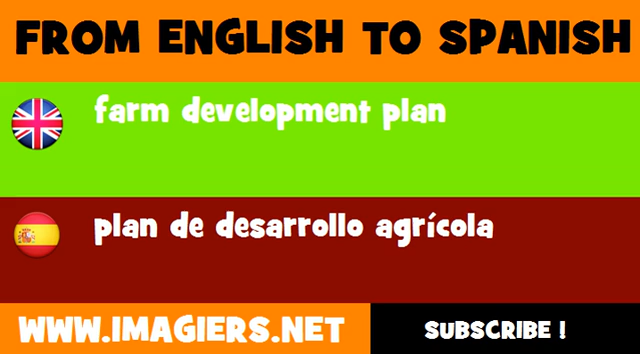 FROM ENGLISH TO SPANISH
farm development plan
plan de desarrollo agrícola
WWW.IMAGIERS.NET
SUBSCRIBE !